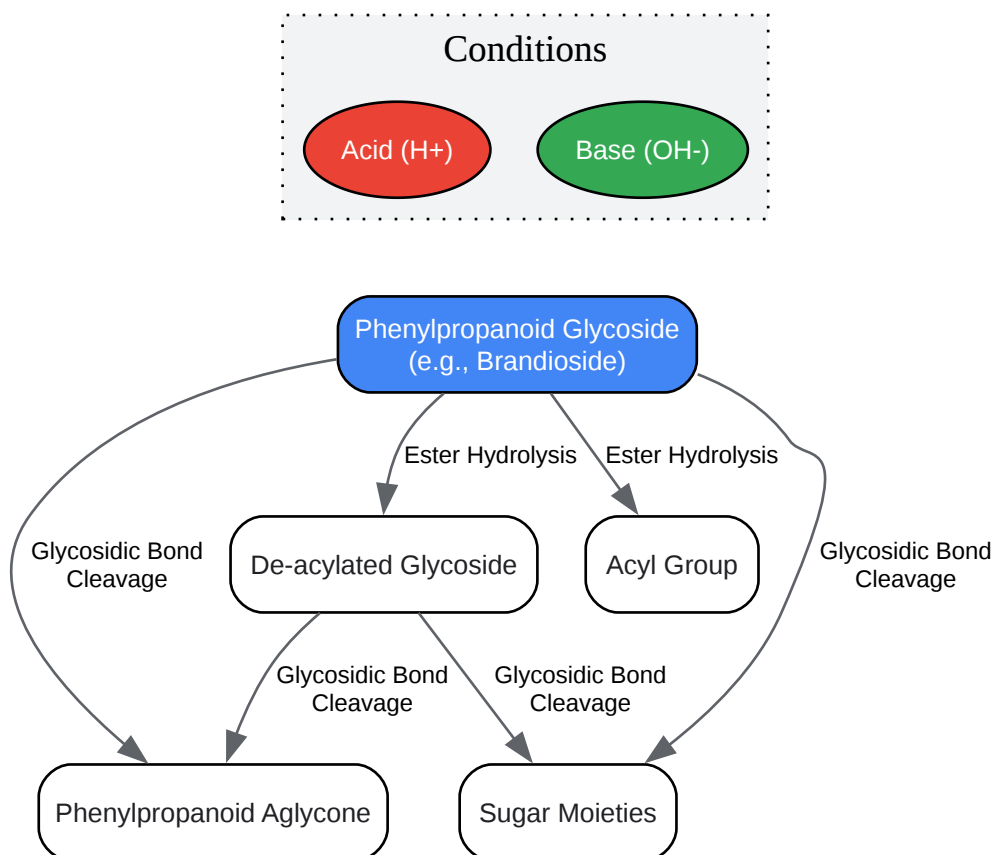 Conditions
Acid (H+)
Base (OH-)
Phenylpropanoid Glycoside
(e.g., Brandioside)
Ester Hydrolysis
Ester Hydrolysis
Glycosidic Bond
Cleavage
Glycosidic Bond
Cleavage
De-acylated Glycoside
Acyl Group
Glycosidic Bond
Cleavage
Glycosidic Bond
Cleavage
Phenylpropanoid Aglycone
Sugar Moieties